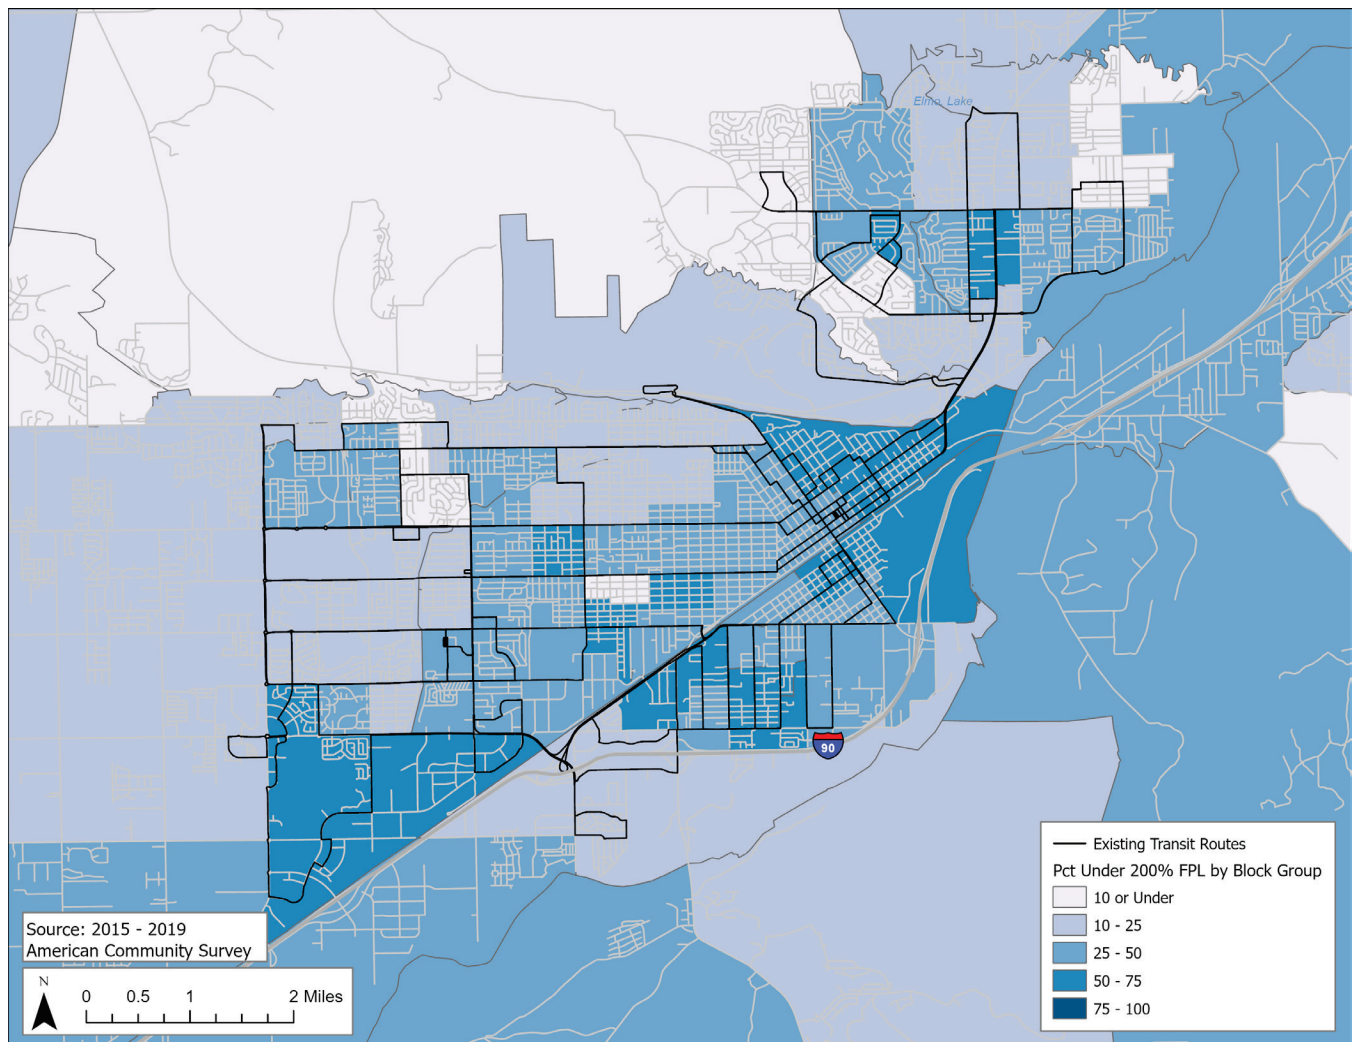 Elmo Lake
90
Existing Transit Routes
Pct Under 200% FPL by Block Group
10 or Under
10 - 25
25 - 50
50 - 75
75 - 100
Source: 2015 - 2019
American Community Survey
N
0 0.5 1 2 Miles